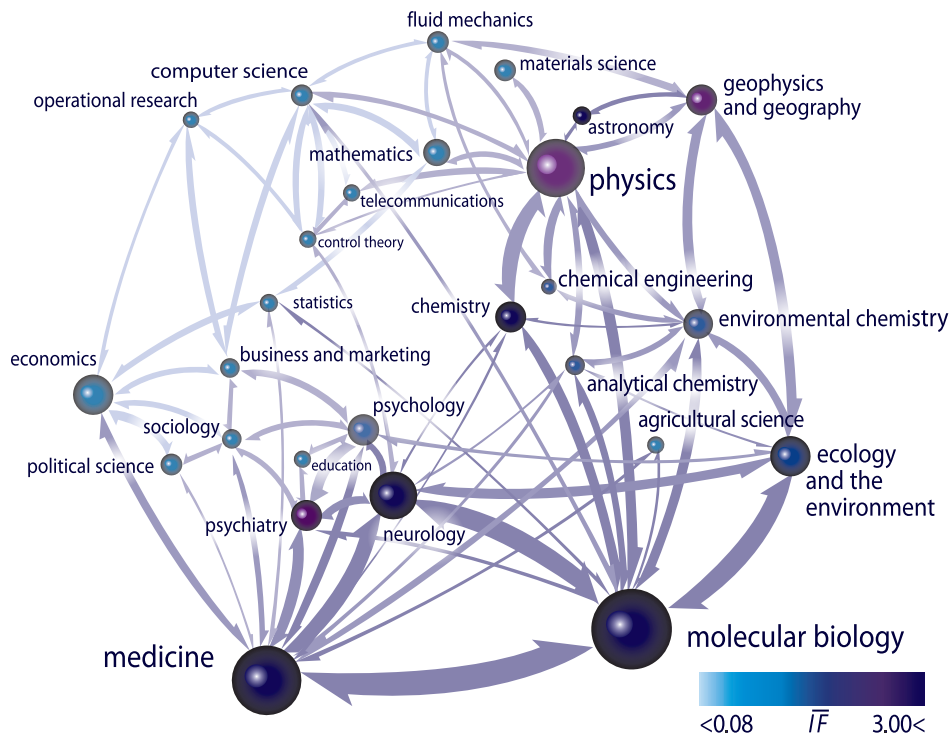 fluid mechanics
materials science
computer science
geophysics
and geography
operational research
astronomy
mathematics
physics
telecommunications
control theory
chemical engineering
chemistry
statistics
environmental chemistry
economics
business and marketing
analytical chemistry
psychology
agricultural science
sociology
ecology
and the
environment
political science
education
psychiatry
neurology
molecular biology
medicine
<0.08
IF
3.00<